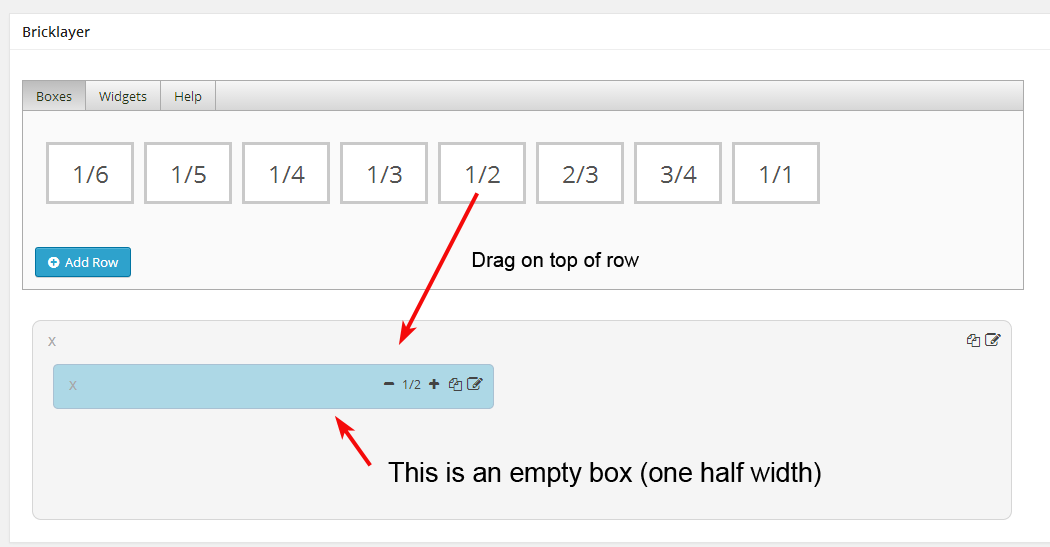 Bricklayer
Boxes Widgets Help
1/6 1/5 1/4 1/3 1/2 2/3 3/4 1/1
Add Row
Drag on top of row
X
X 1/2
This is an empty box (one half width)